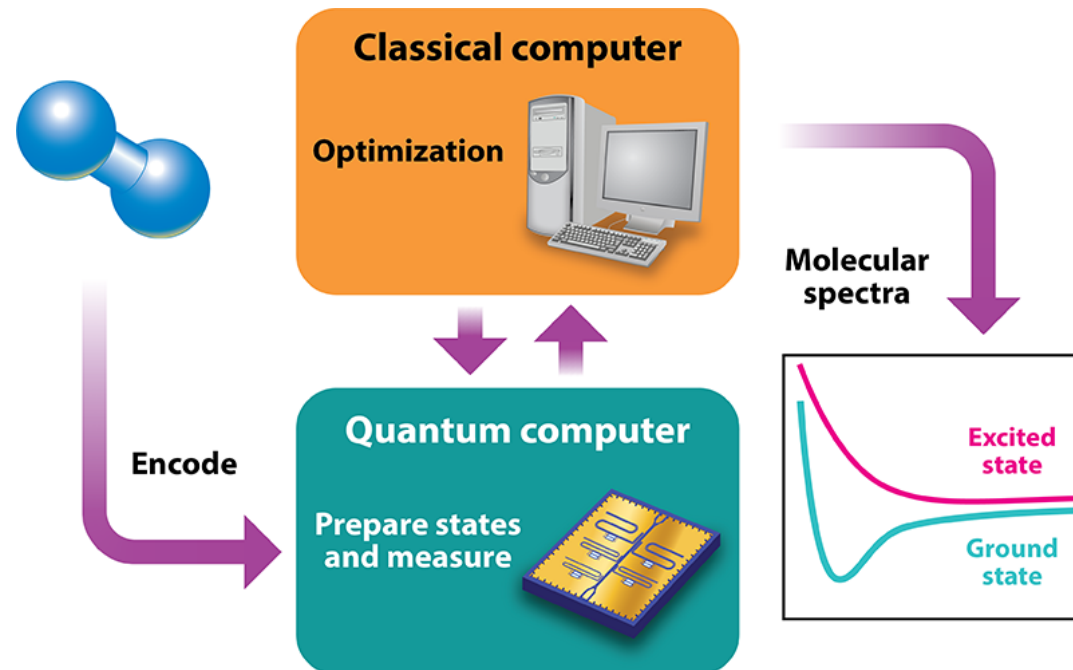 Classical computer
Optimization
Molecular
spectra
Encode
Quantum computer
Prepare states
and measure
Excited
state
Ground
state